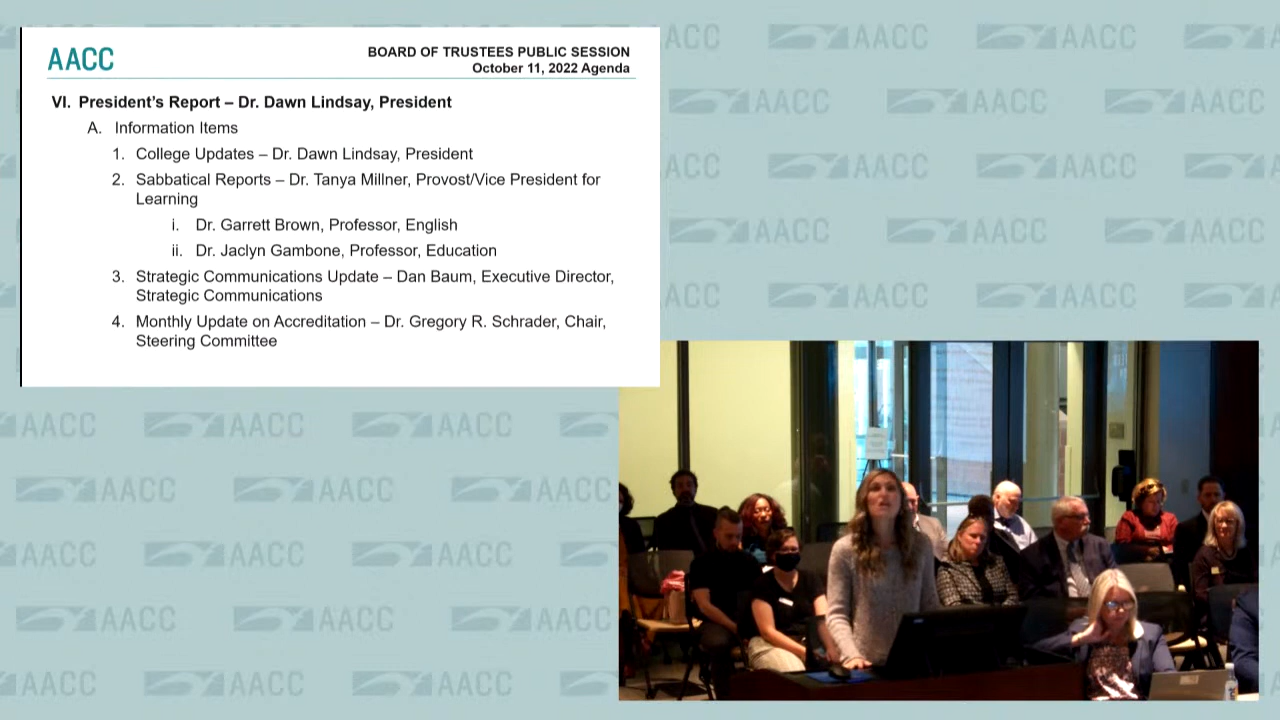 AACC
BOARD OF TRUSTEES PUBLIC SESSION
October 11, 2022 Agenda
VI. President's Report – Dr. Dawn Lindsay, President
A. Information Items
1. College Updates – Dr. Dawn Lindsay, President
2. Sabbatical Reports – Dr. Tanya Millner, Provost/Vice President for
Learning
i. Dr. Garrett Brown, Professor, English
ii. Dr. Jaclyn Gambone, Professor, Education
3. Strategic Communications Update – Dan Baum, Executive Director,
Strategic Communications
4. Monthly Update on Accreditation – Dr. Gregory R. Schrader, Chair,
Steering Committee